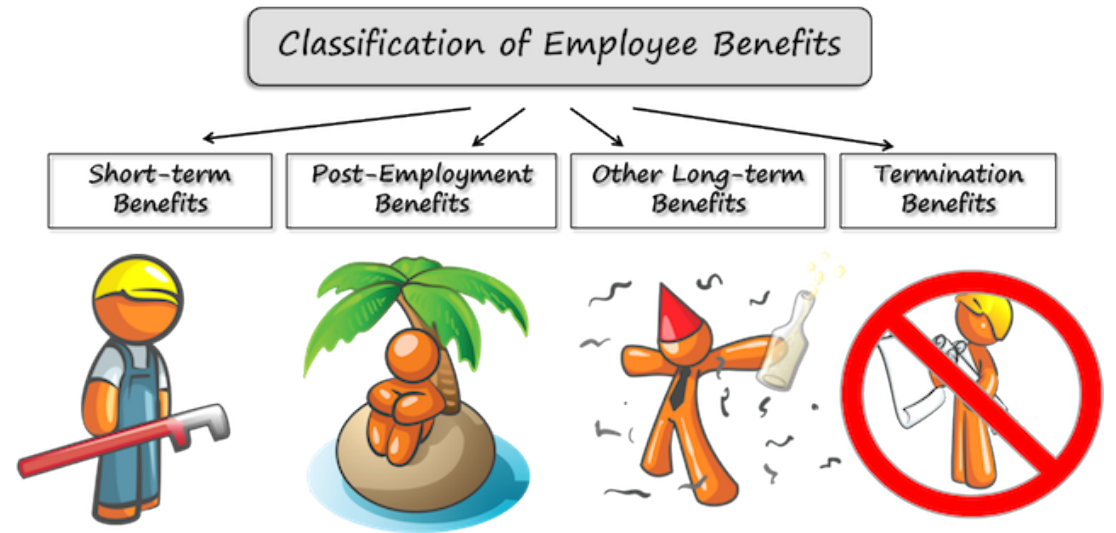 Classification of Employee Benefits
Short-term
Benefits
Post-Employment
Benefits
Other Long-term
Benefits
Termination
Benefits